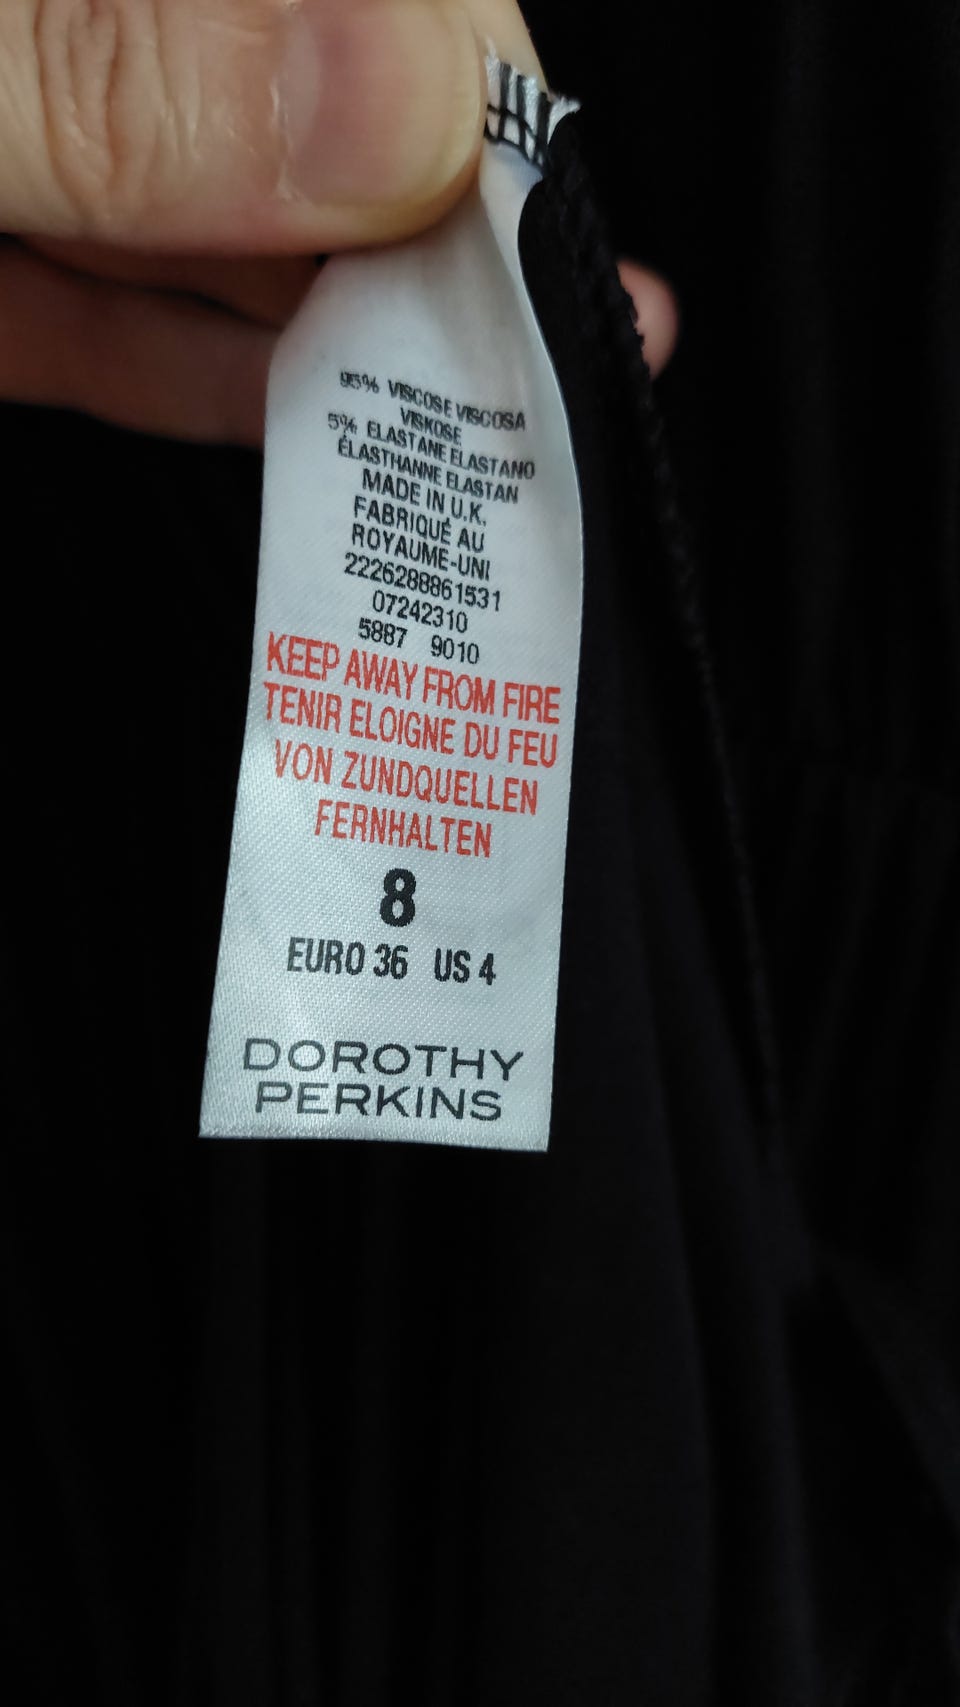 95% VISCOSE VISCOSA
VISKOSE
5% ELASTANE ELASTANO
ÉLASTHANNE ELASTAN
MADE IN U.K.
FABRIQUÉ AU
ROYAUME-UNI
2226288861531
07242310
5887 9010
KEEP AWAY FROM FIRE
TENIR ELOIGNE DU FEU
VON ZUNDQUELLEN
FERNHALTEN
8
EURO 36 US 4
DOROTHY
PERKINS